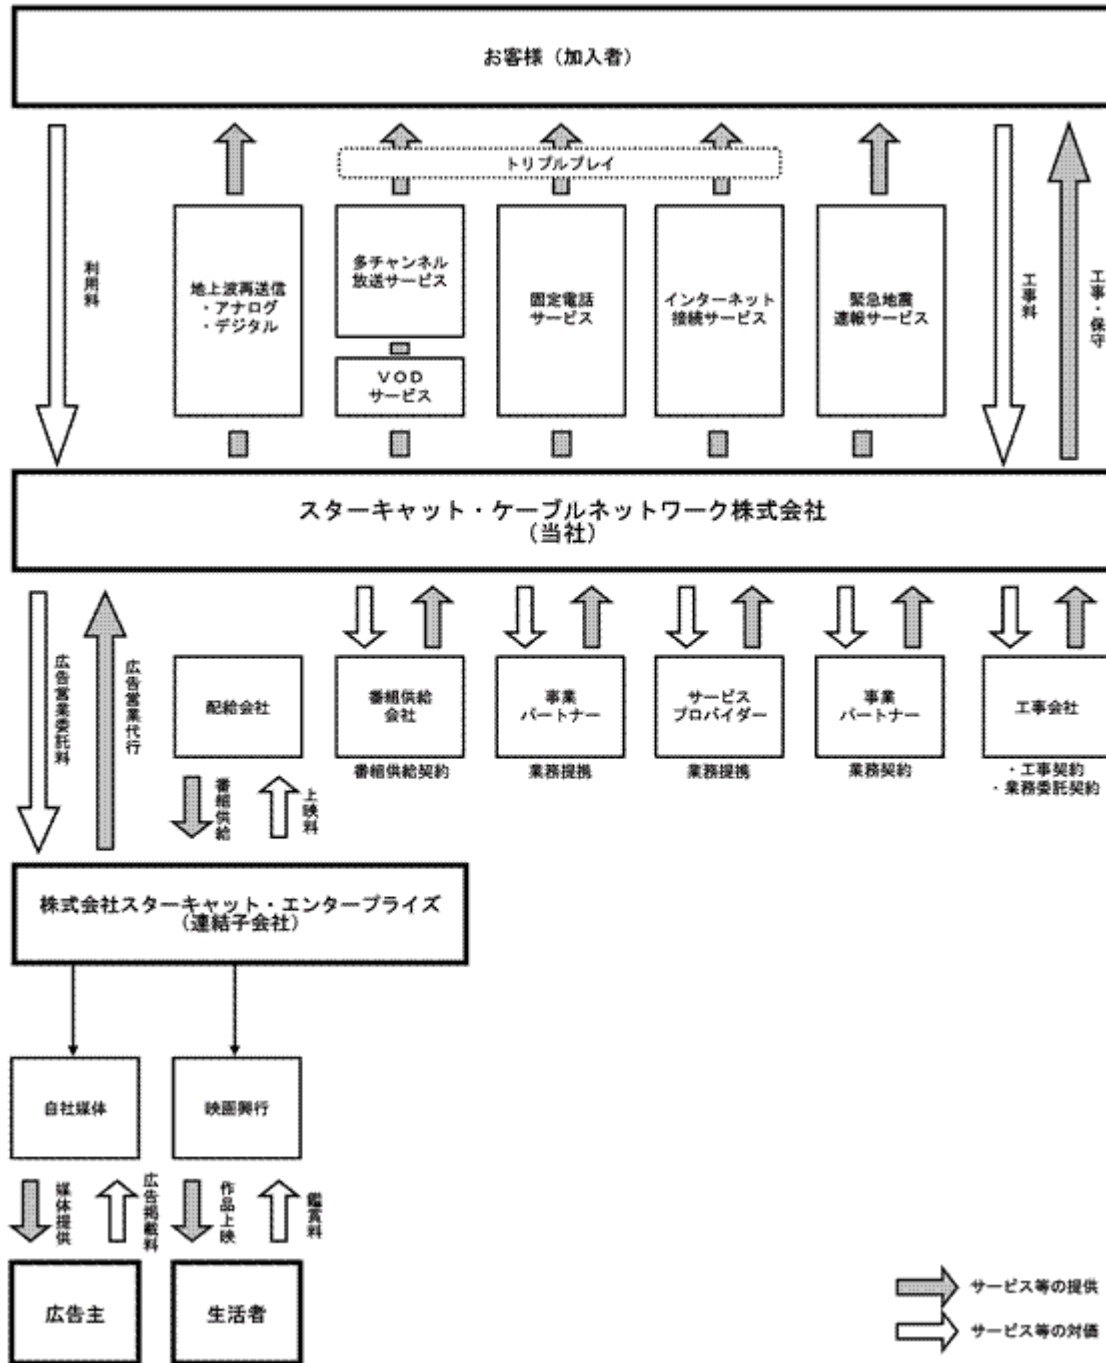 お客様（加入者）
トリプルプレイ
利用料
地上波再送信
・アナログ
・デジタル
多チャンネル
放送サービス
VOD
サービス
固定電話
サービス
インターネット
接続サービス
緊急地震
速報サービス
工事料
工事・保守
スターキャット・ケーブルネットワーク株式会社
（当社）
広告営業委託料
広告営業代行
配給会社
番組供給
会社
事業
パートナー
サービス
プロバイダー
事業
パートナー
工事会社
番組供給契約
業務提携
業務提携
業務契約
・工事契約
・業務委託契約
番組供給
上映料
株式会社スターキャット・エンタープライズ
（連結子会社）
自社媒体
映画興行
媒体提供
広告掲載料
作品上映
鑑賞料
広告主
生活者
サービス等の提供
サービス等の対価